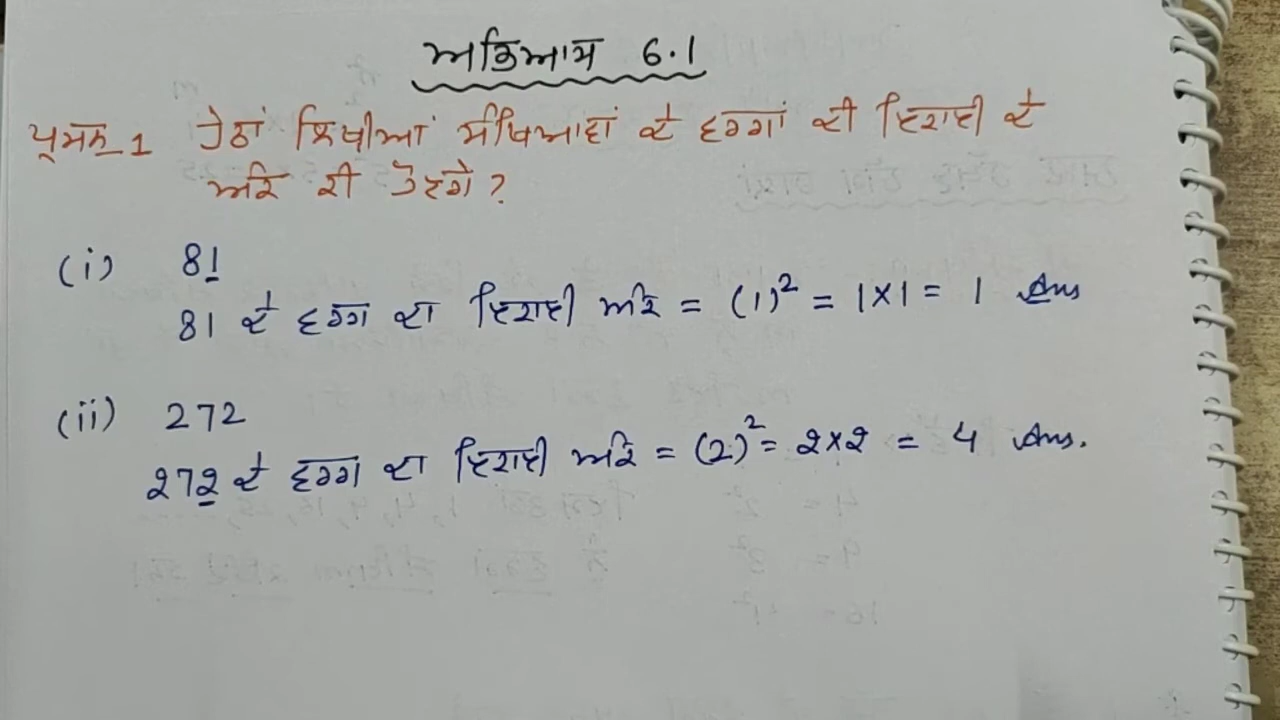 ਅਭਿਆਸ 6.1
ਪ੍ਰਸ਼ਨ 1 ਹੇਠਾਂ ਲਿਖੀਆਂ ਸੰਖਿਆਵਾਂ ਦੇ ਵਰਗਾਂ ਦੀ ਇਕਾਈ ਦੇ
ਅੰਕ ਕੀ ਹੋਣਗੇ ?
(i) 81
81 ਦੇ ਵਰਗ ਦਾ ਇਕਾਈ ਅੰਕ = (1)² = 1×1 = 1 Ans
(ii) 272
272 ਦੇ ਵਰਗ ਦਾ ਇਕਾਈ ਅੰਕ = (2)² = 2×2 = 4 Ans.